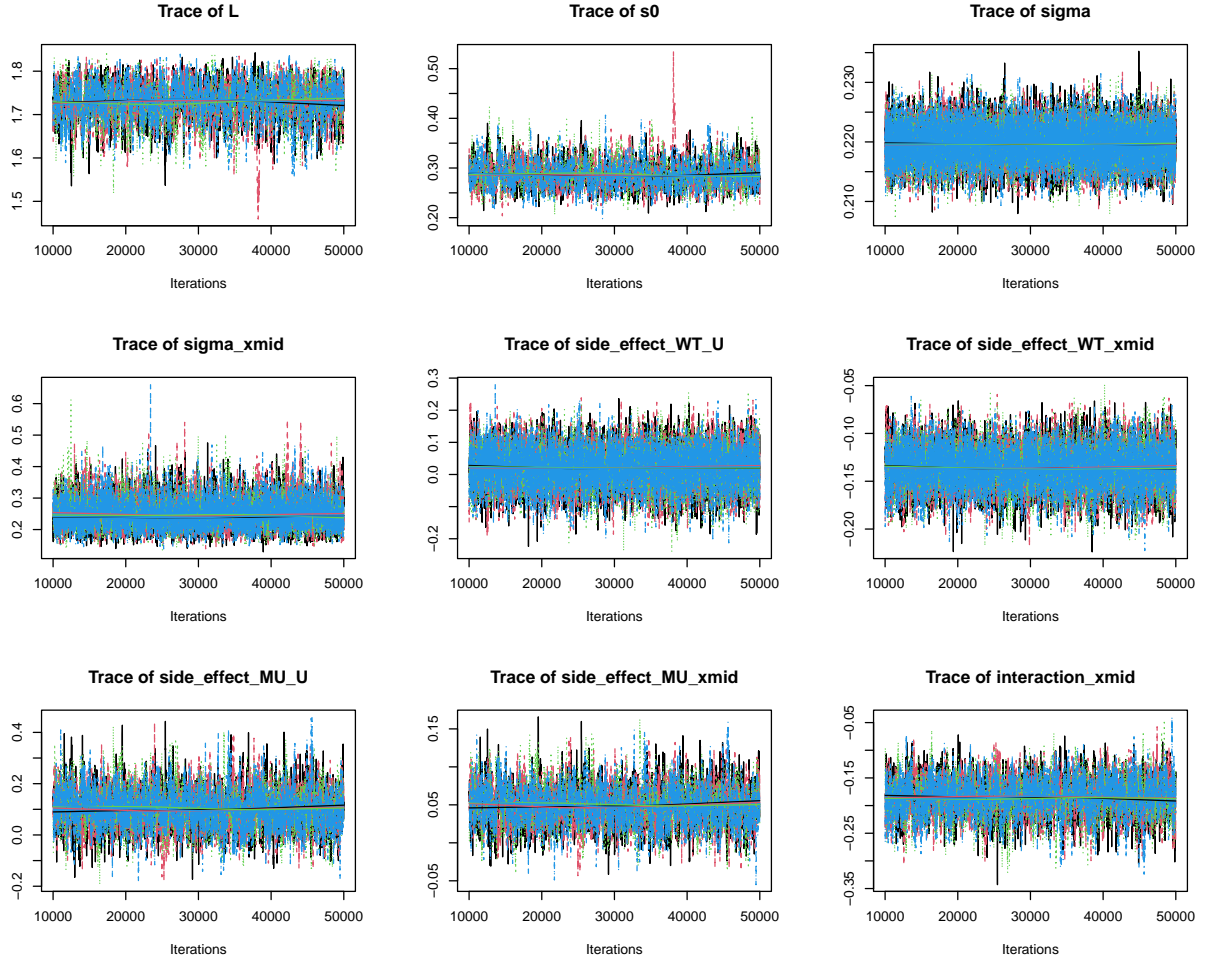 Trace of L
1.5 1.6 1.7 1.8
10000 20000 30000 40000 50000
Iterations
Trace of s0
0.20 0.30 0.40 0.50
10000 20000 30000 40000 50000
Iterations
Trace of sigma
0.210 0.220 0.230
10000 20000 30000 40000 50000
Iterations
Trace of sigma_xmid
0.2 0.3 0.4 0.5 0.6
10000 20000 30000 40000 50000
Iterations
Trace of side_effect_WT_U
−0.2 0.0 0.1 0.2 0.3
10000 20000 30000 40000 50000
Iterations
Trace of side_effect_WT_xmid
−0.20 −0.15 −0.10 −0.05
10000 20000 30000 40000 50000
Iterations
Trace of side_effect_MU_U
−0.2 0.0 0.2 0.4
10000 20000 30000 40000 50000
Iterations
Trace of side_effect_MU_xmid
−0.05 0.05 0.15
10000 20000 30000 40000 50000
Iterations
Trace of interaction_xmid
−0.35 −0.25 −0.15 −0.05
10000 20000 30000 40000 50000
Iterations